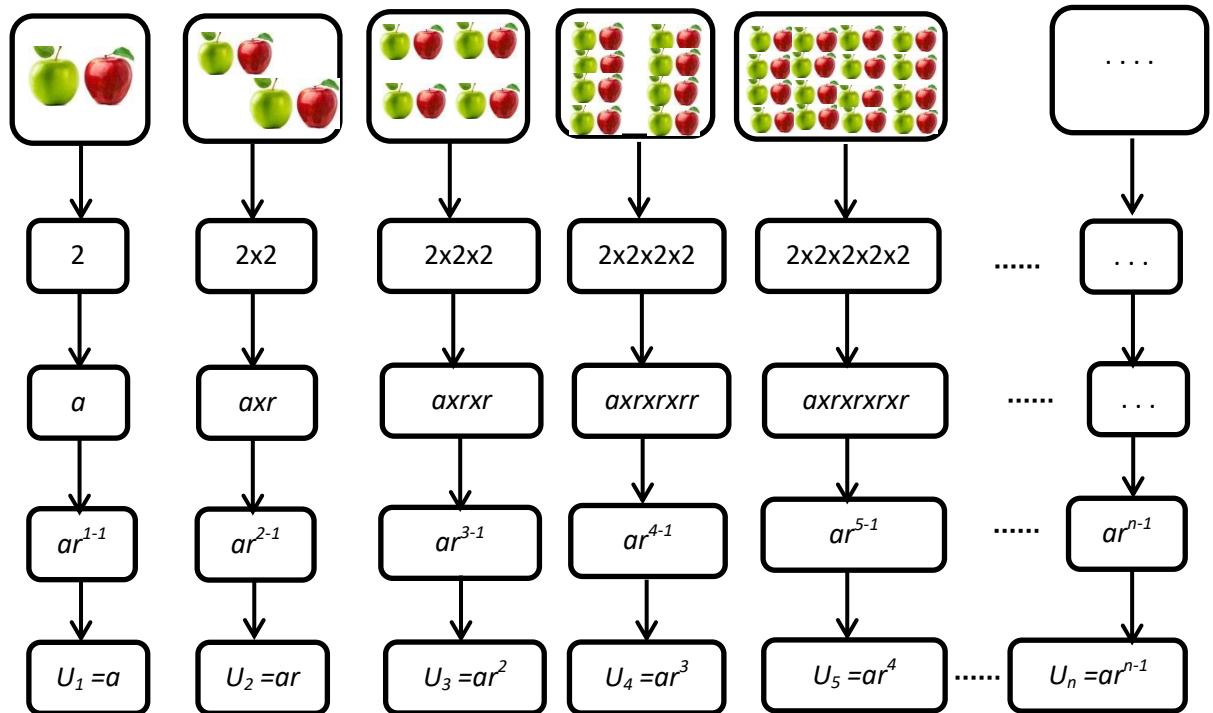 . . . .
2 2x2 2x2x2 2x2x2x2 2x2x2x2x2 ...... . . .
a axr axrxr axrxrxrr axrxrxrxr ...... . . .
ar¹⁻¹ ar²⁻¹ ar³⁻¹ ar⁴⁻¹ ar⁵⁻¹ ...... arⁿ⁻¹
U₁ =a U₂ =ar U₃ =ar² U₄ =ar³ U₅ =ar⁴ ...... Uₙ =arⁿ⁻¹